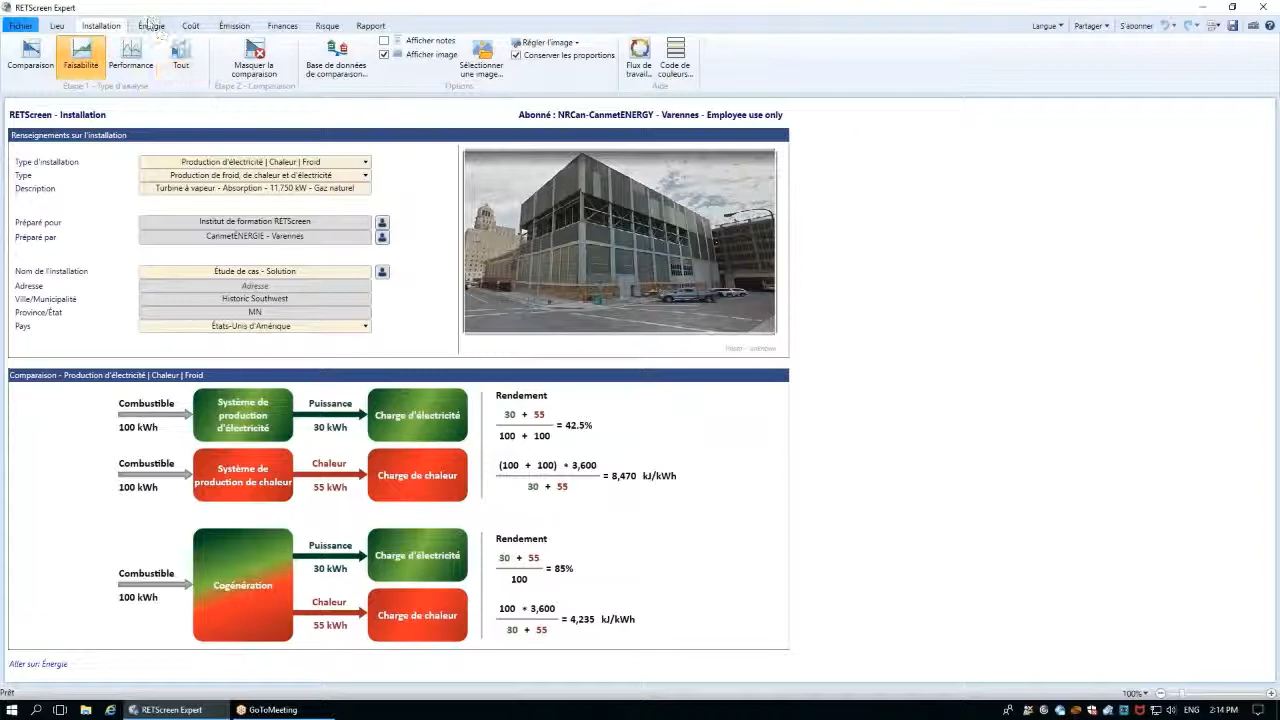 RETScreen Expert
Fichier Lieu Installation Énergie Coût Émission Finances Risque Rapport Langue Partager S'abonner
Comparaison Faisabilité Performance Tout
Étape 1 - Type d'analyse
Masquer la comparaison
Étape 2 - Comparaison
Base de données de comparaison...
Afficher notes
Afficher image
Sélectionner une image...
Régler l'image
Conserver les proportions
Options
Flux de travail...
Code de couleurs...
Aide
RETScreen - Installation
Abonné : NRCan-CanmetENERGY - Varennes - Employee use only
Renseignements sur l'installation
Type d'installation Production d'électricité | Chaleur | Froid
Type Production de froid, de chaleur et d'électricité
Description Turbine à vapeur - Absorption - 11,750 kW - Gaz naturel
Préparé pour Institut de formation RETScreen
Préparé par CanmetÉNERGIE - Varennes
Nom de l'installation Étude de cas - Solution
Adresse Adresse
Ville/Municipalité Historic Southwest
Province/État MN
Pays États-Unis d'Amérique
Comparaison - Production d'électricité | Chaleur | Froid
Combustible
100 kWh
Système de production d'électricité
Puissance
30 kWh
Charge d'électricité
Rendement
30 + 55
100 + 100
= 42.5%
Combustible
100 kWh
Système de production de chaleur
Chaleur
55 kWh
Charge de chaleur
(100 + 100) * 3,600
30 + 55
= 8,470 kJ/kWh
Combustible
100 kWh
Cogénération
Puissance
30 kWh
Charge d'électricité
Chaleur
55 kWh
Charge de chaleur
Rendement
30 + 55
100
= 85%
100 * 3,600
30 + 55
= 4,235 kJ/kWh
Aller sur: Énergie
Prêt
100%
RETScreen Expert GoToMeeting ENG 2:14 PM